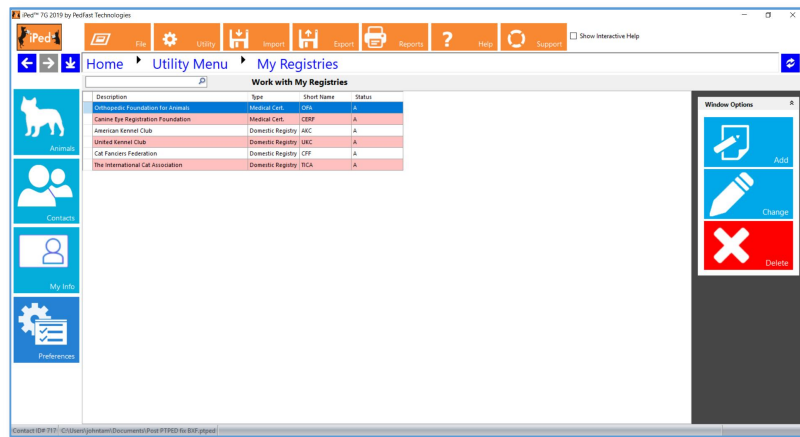 iPed™ 7G 2019 by PedFast Technologies
iPed File Utility Import Export Reports Help Support Show Interactive Help
Home Utility Menu My Registries
Work with My Registries
Description Type Short Name Status
Orthopedic Foundation for Animals Medical Cert. OFA A
Canine Eye Registration Foundation Medical Cert. CERF A
American Kennel Club Domestic Registry AKC A
United Kennel Club Domestic Registry UKC A
Cat Fanciers Federation Domestic Registry CFF A
The International Cat Association Domestic Registry TICA A
Window Options
Add
Change
Delete
Animals
Contacts
My Info
Preferences
Contact ID# 717 C:\Users\johntam\Documents\Post PTPED fix BXF.ptped